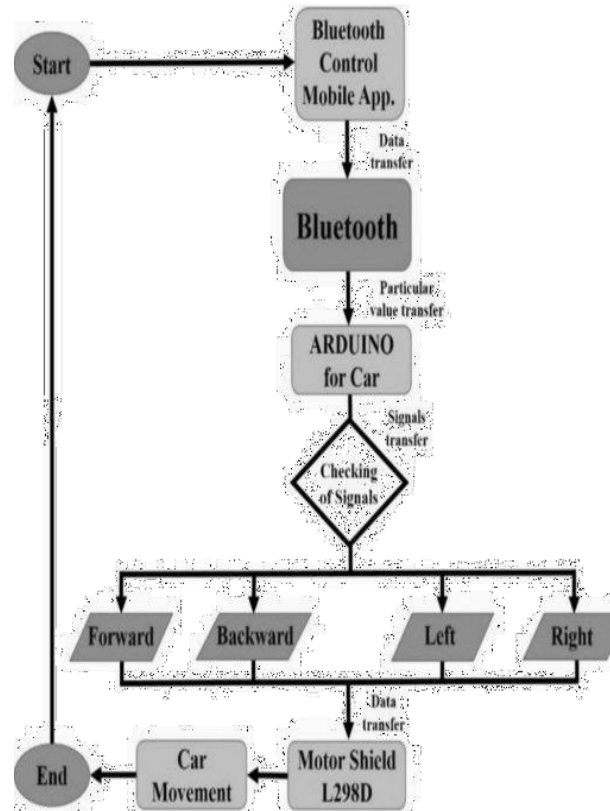 Start
Bluetooth
Control
Mobile App.
Data
transfer
Bluetooth
Particular
value transfer
ARDUINO
for Car
Signals
transfer
Checking
of Signals
Forward
Backward
Left
Right
Data
transfer
End
Car
Movement
Motor Shield
L298D